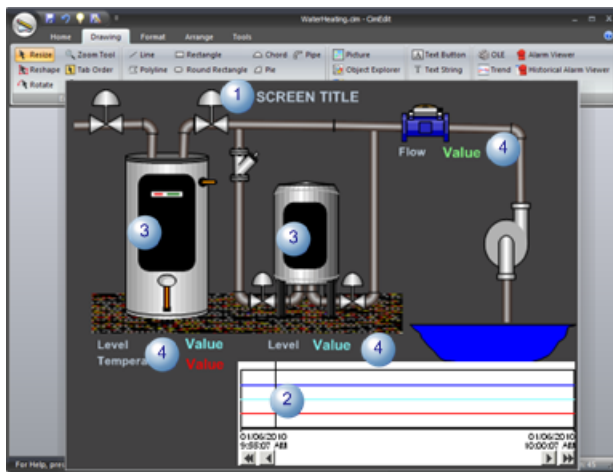 WaterHeating.cim - CimEdit
Home Drawing Format Arrange Tools
Resize Zoom Tool Line Rectangle Chord Pipe Picture Text Button OLE Alarm Viewer
Reshape Tab Order Polyline Round Rectangle Pie Object Explorer Text String Trend Historical Alarm Viewer
Rotate
1 SCREEN TITLE
Flow Value 4
3 3
Level Value Level Value 4
Tempera 4 Value
2
01/06/2010 01/06/2010
9:55:07 AM 10:00:07 AM
For Help, pre